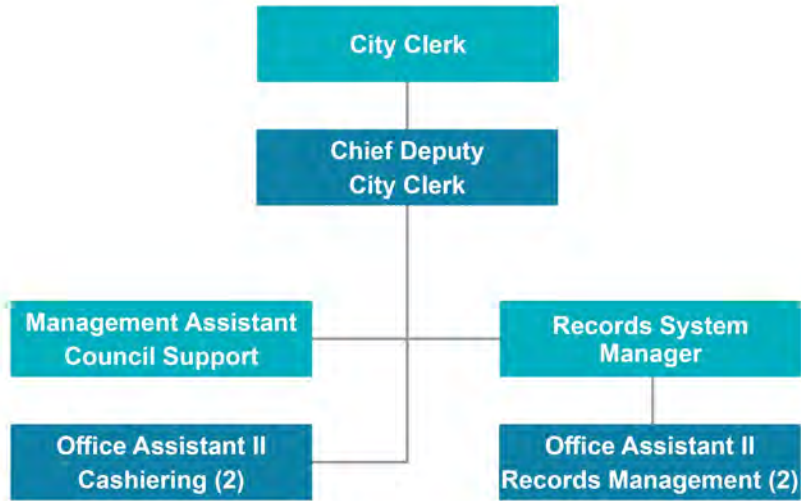 City Clerk
Chief Deputy
City Clerk
Management Assistant
Council Support
Records System
Manager
Office Assistant II
Cashiering (2)
Office Assistant II
Records Management (2)